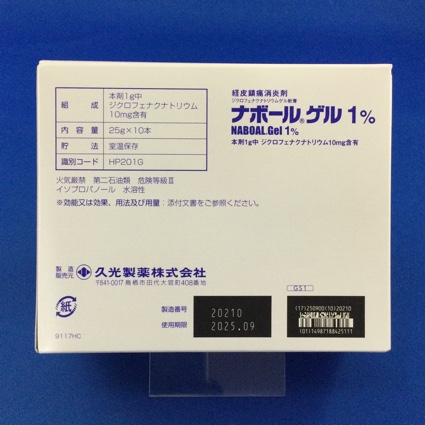 組成
本剤1g中
ジクロフェナクナトリウム
10mg含有
内容量 25g×10本
貯法 室温保存
識別コード HP201G
火気厳禁 第二石油類 危険等級Ⅲ
イソプロパノール 水溶性
※効能又は効果、用法及び用量:添付文書をご参照ください。
経皮鎮痛消炎剤
ジクロフェナクナトリウムゲル軟膏
ナボール®ゲル 1%
NABOAL Gel 1%
本剤1g中 ジクロフェナクナトリウム10mg含有
製造販売元 久光製薬株式会社
〒841-0017 鳥栖市田代大官町408番地
紙
9117HC
製造番号 20210
使用期限 2025.09
GS1
(17)250900(10)20210
(01)14987188425111